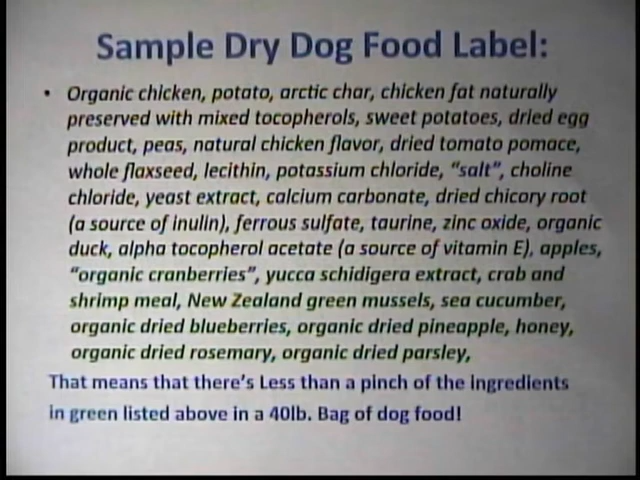 Sample Dry Dog Food Label:
• Organic chicken, potato, arctic char, chicken fat naturally
preserved with mixed tocopherols, sweet potatoes, dried egg
product, peas, natural chicken flavor, dried tomato pomace,
whole flaxseed, lecithin, potassium chloride, “salt”, choline
chloride, yeast extract, calcium carbonate, dried chicory root
(a source of inulin), ferrous sulfate, taurine, zinc oxide, organic
duck, alpha tocopherol acetate (a source of vitamin E), apples,
“organic cranberries”, yucca schidigera extract, crab and
shrimp meal, New Zealand green mussels, sea cucumber,
organic dried blueberries, organic dried pineapple, honey,
organic dried rosemary, organic dried parsley,
That means that there’s Less than a pinch of the ingredients
in green listed above in a 40lb. Bag of dog food!